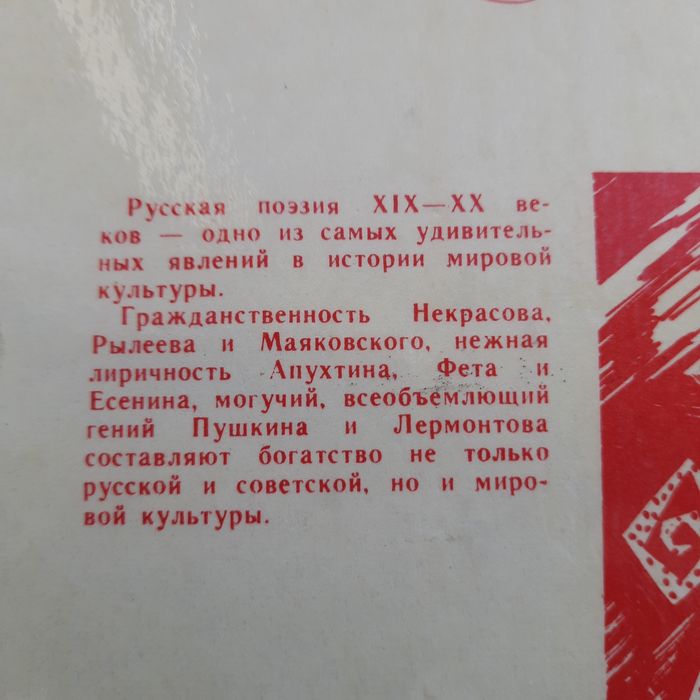 Русская поэзия XIX—XX ве-
ков — одно из самых удивитель-
ных явлений в истории мировой
культуры.
Гражданственность Некрасова,
Рылеева и Маяковского, нежная
лиричность Апухтина, Фета и
Есенина, могучий, всеобъемлющий
гений Пушкина и Лермонтова
составляют богатство не только
русской и советской, но и миро-
вой культуры.